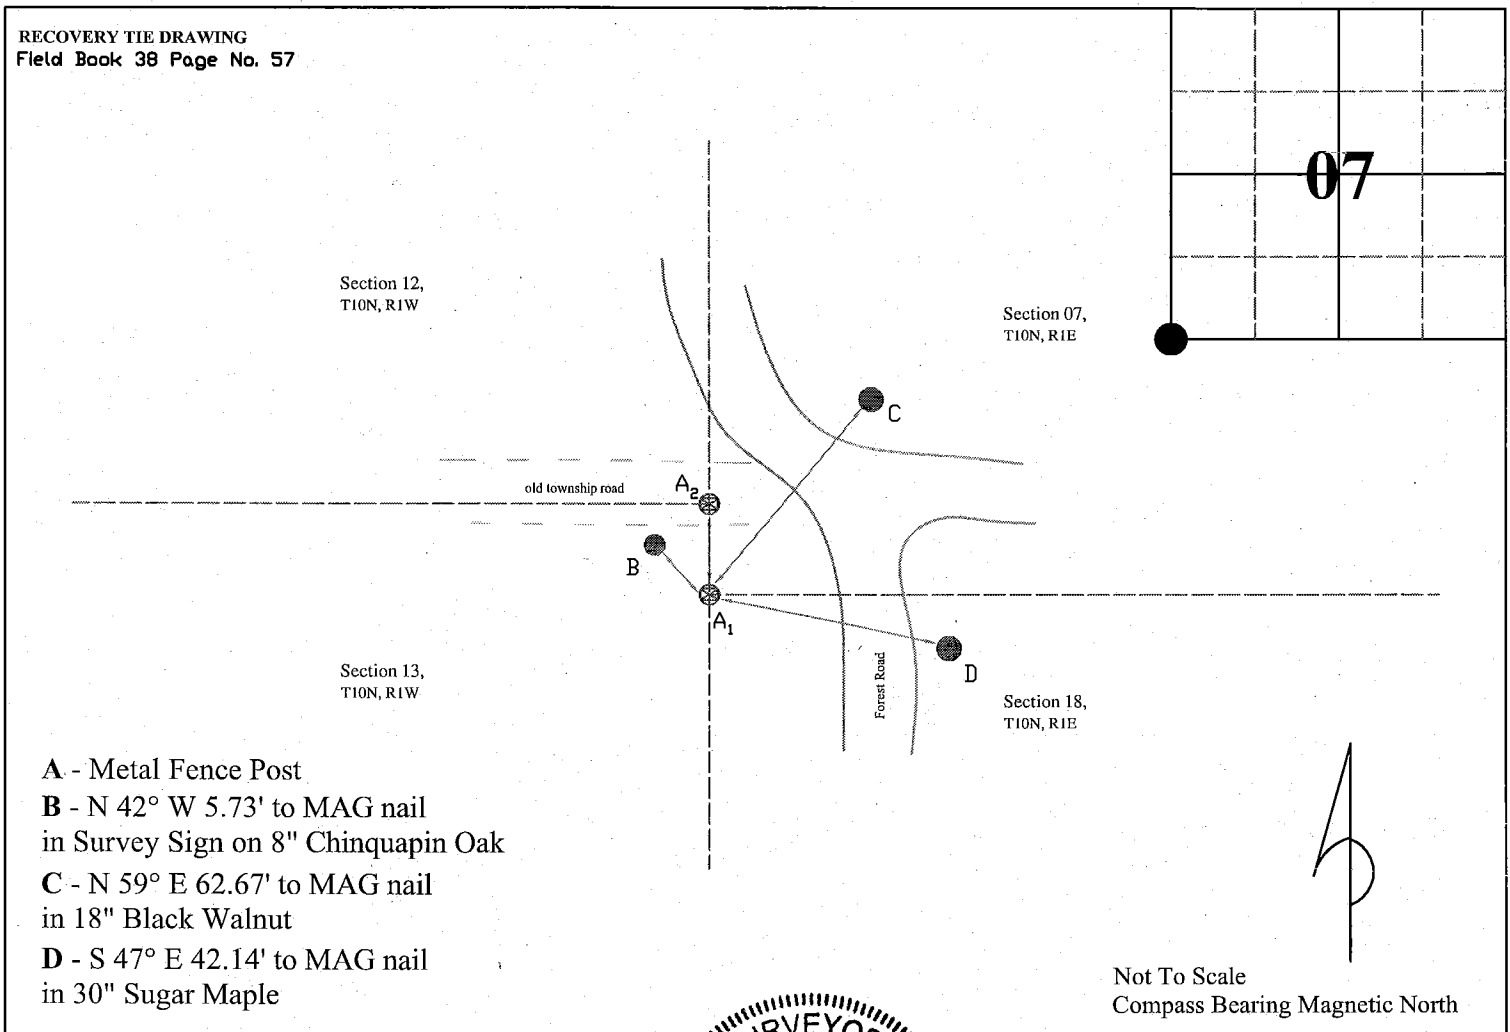 RECOVERY TIE DRAWING
Field Book 38 Page No. 57
07
Section 12,
T10N, R1W
Section 07,
T10N, R1E
C
A2
old township road
B
A1
D
Forest Road
Section 13,
T10N, R1W
Section 18,
T10N, R1E
A - Metal Fence Post
B - N 42° W 5.73' to MAG nail
in Survey Sign on 8" Chinquapin Oak
C - N 59° E 62.67' to MAG nail
in 18" Black Walnut
D - S 47° E 42.14' to MAG nail
in 30" Sugar Maple
Not To Scale
Compass Bearing Magnetic North